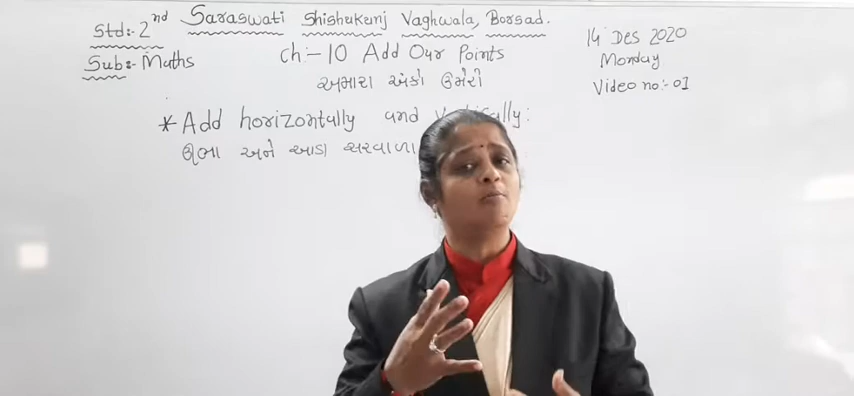 Std:- 2nd Saraswati Shishukunj Vaghwala, Borsad.
Sub:- Maths
Ch:- 10 Add Our Points
અમારા અંકો ઉમેરો
14 Des 2020
Monday
Video no:- 01
* Add horizontally and Vertically:
ઊભા અને આડા સરવાળા